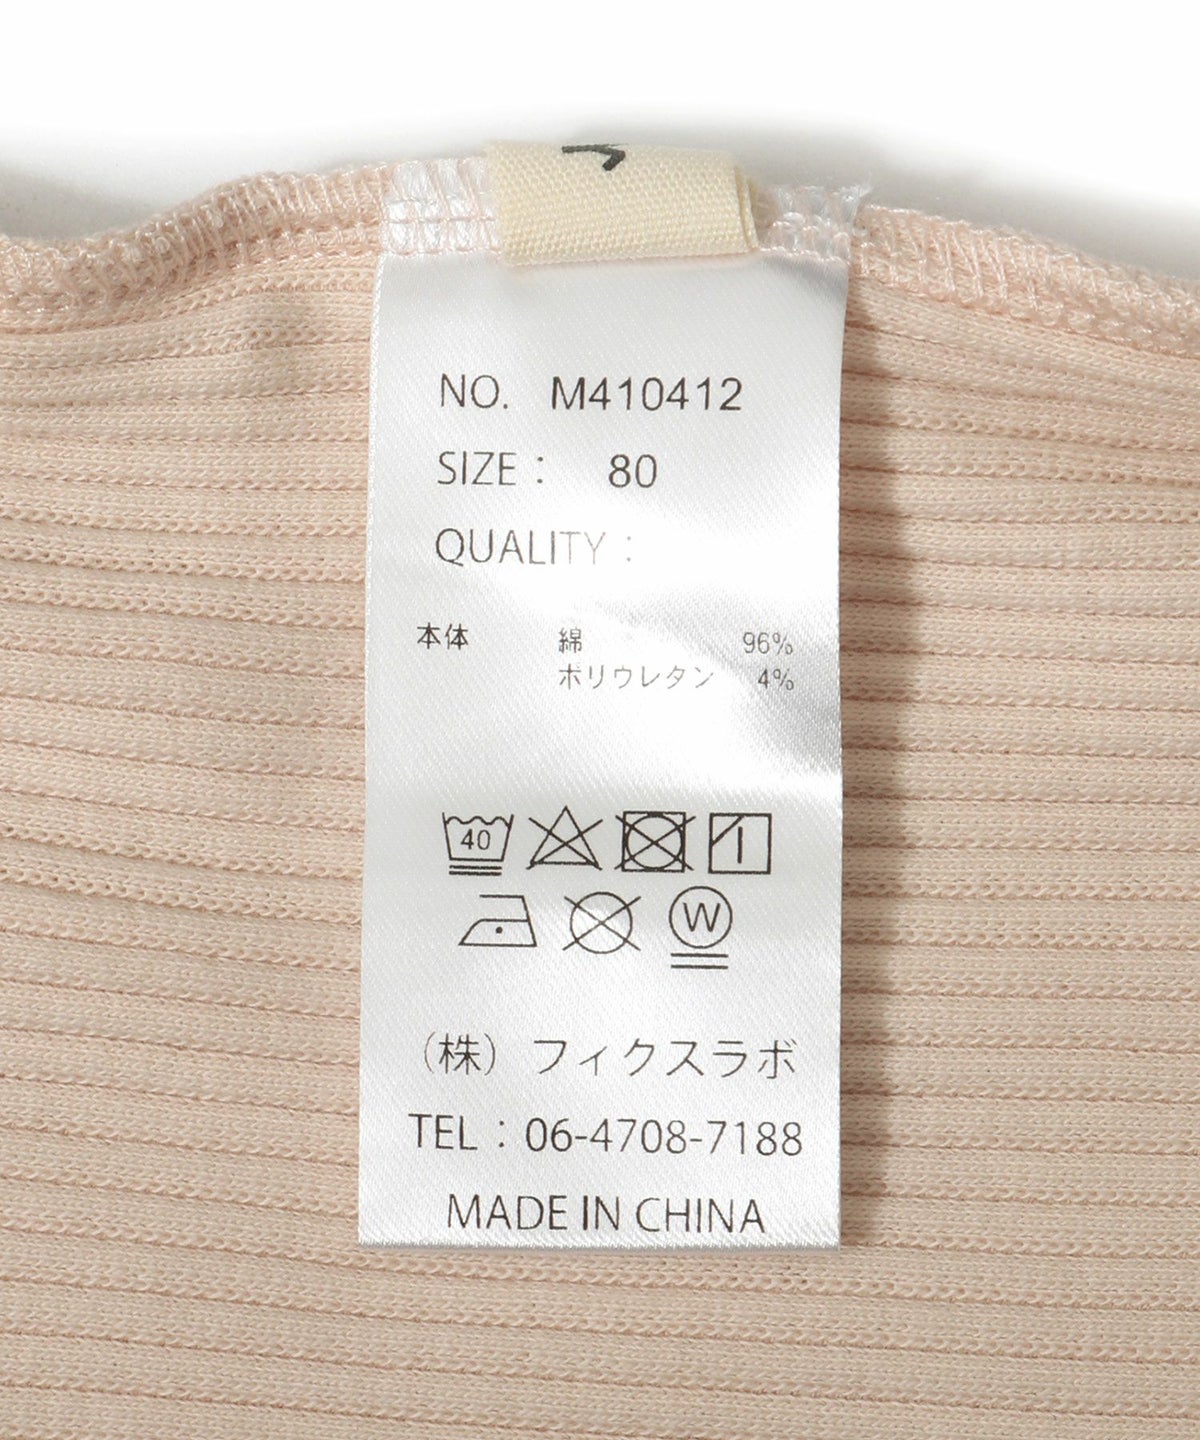 NO. M410412
SIZE： 80
QUALITY：
本体 綿 96%
ポリウレタン 4%
40
W
（株）フィクスラボ
TEL：06-4708-7188
MADE IN CHINA